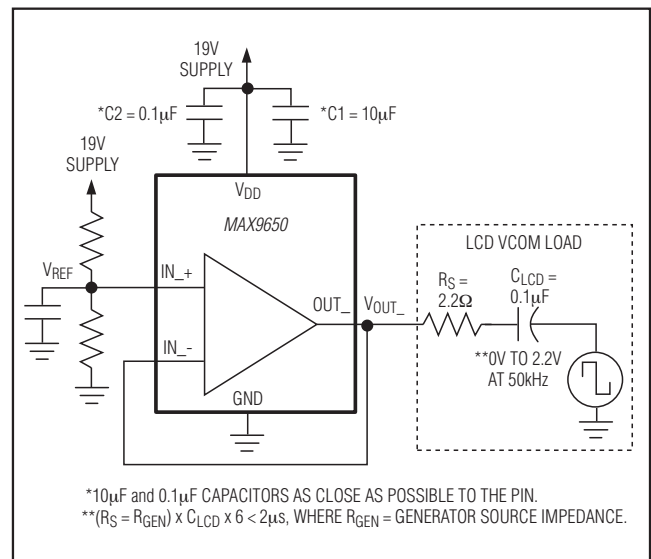 19V
SUPPLY
*C2 = 0.1μF
*C1 = 10μF
19V
SUPPLY
VDD
MAX9650
LCD VCOM LOAD
VREF
IN_+
OUT_
VOUT_
RS =
2.2Ω
CLCD =
0.1μF
IN_-
**0V TO 2.2V
AT 50kHz
GND
*10μF and 0.1μF CAPACITORS AS CLOSE AS POSSIBLE TO THE PIN.
**(RS = RGEN) x CLCD x 6 < 2μs, WHERE RGEN = GENERATOR SOURCE IMPEDANCE.